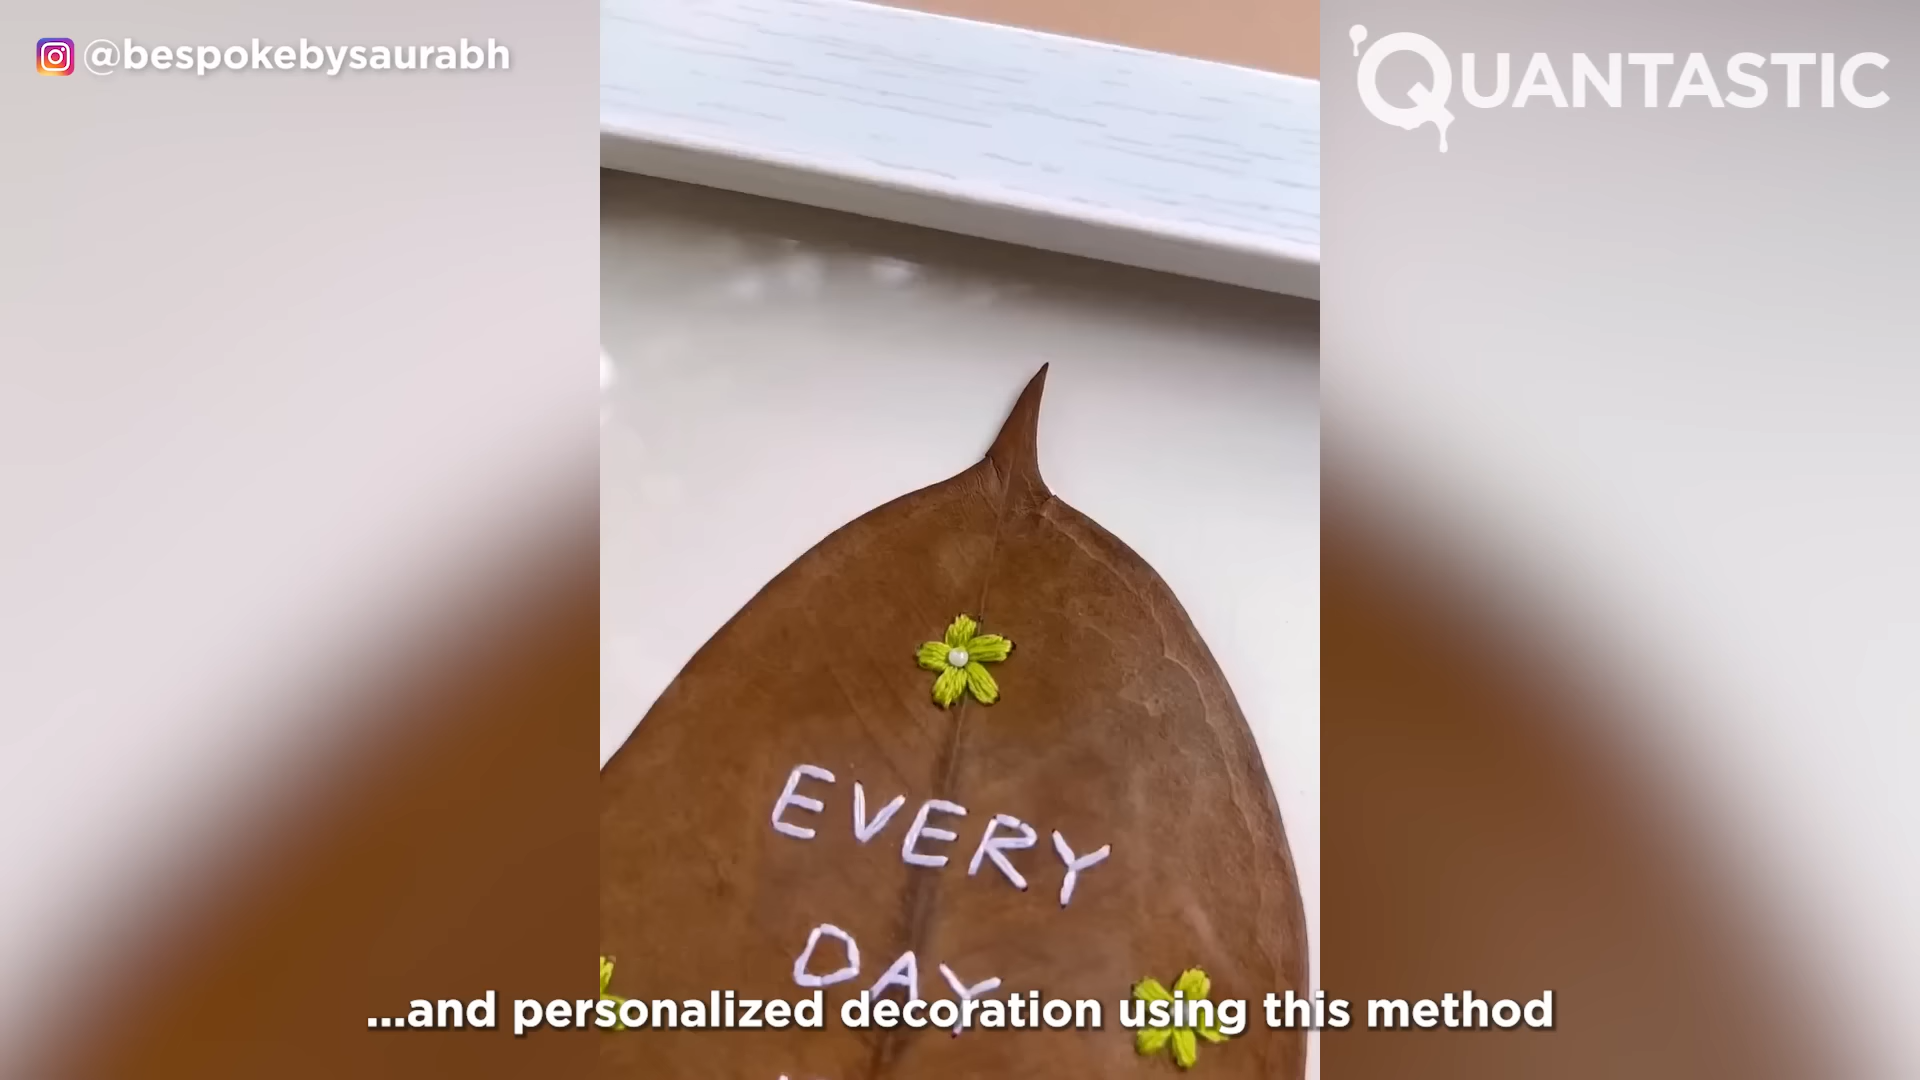 @bespokebysaurabh
QUANTASTIC
EVERY
DAY
...and personalized decoration using this method